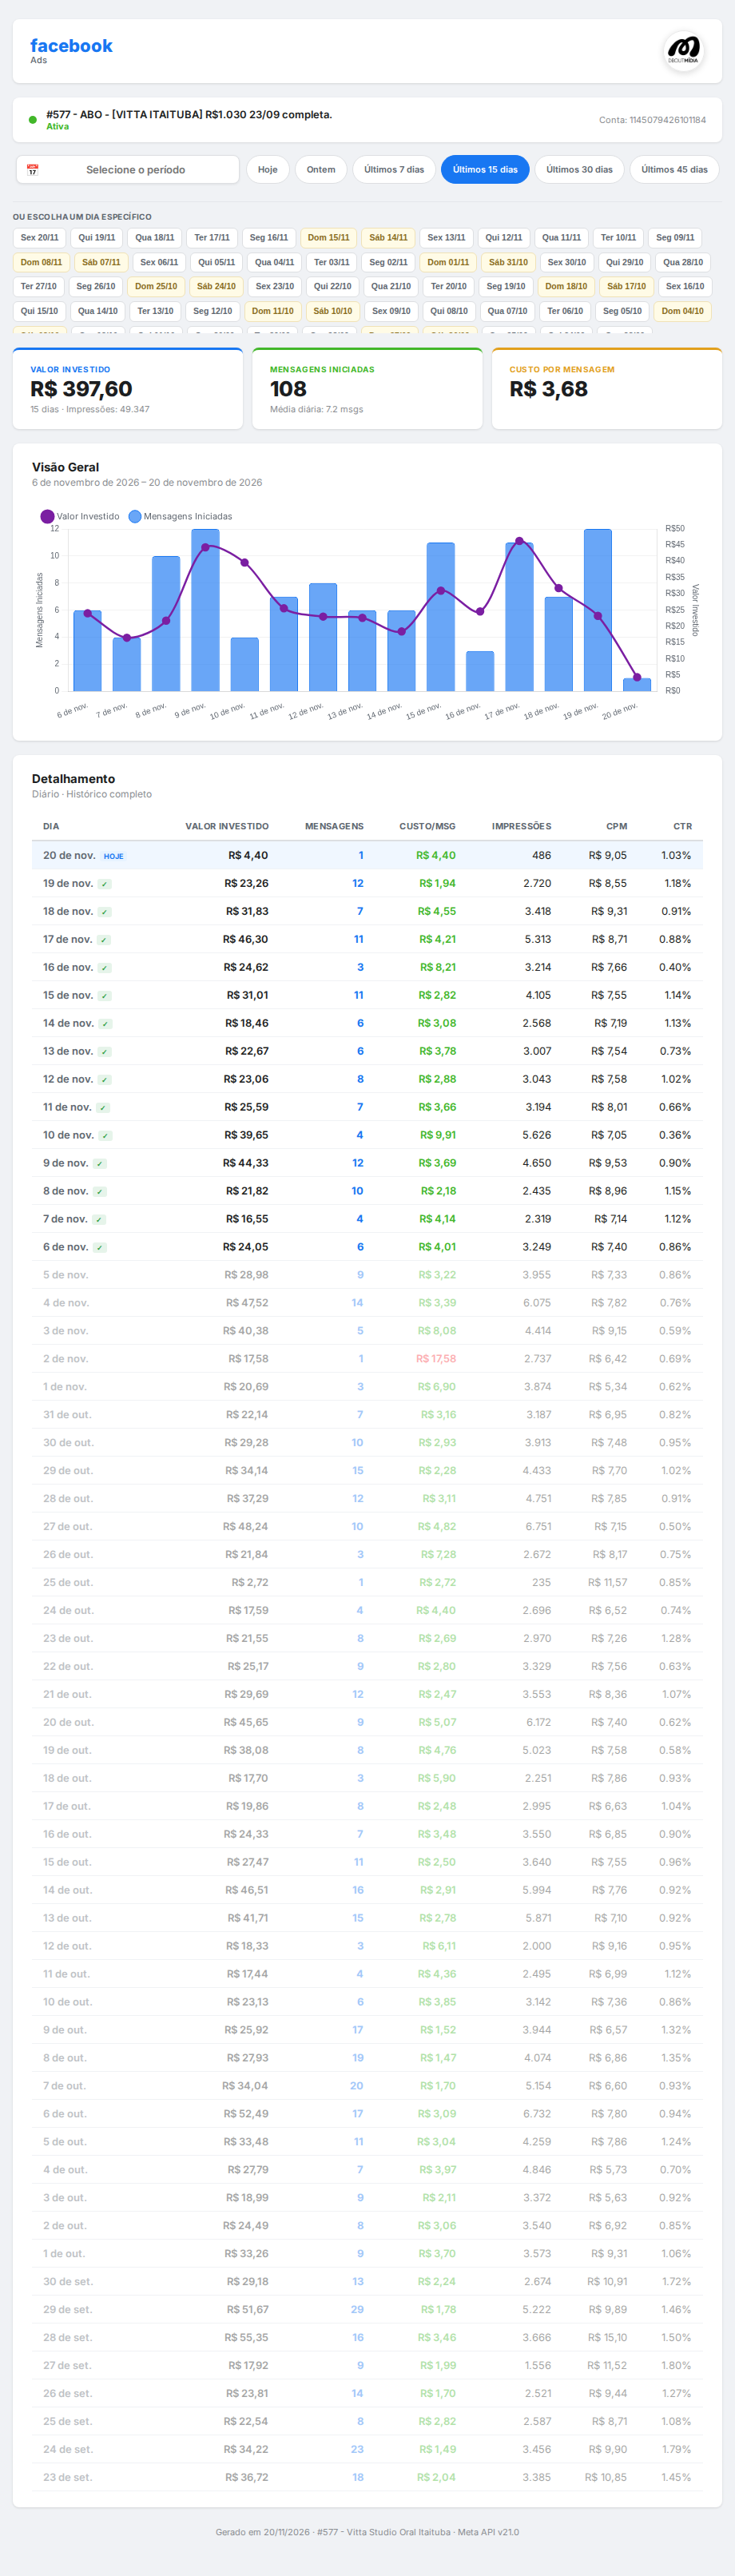 facebook
Ads
DECIUTMÍDIA
#577 - ABO - [VITTA ITAITUBA] R$1.030 23/09 completa.
Ativa
Conta: 1145079426101184
Selecione o período
Hoje
Ontem
Últimos 7 dias
Últimos 15 dias
Últimos 30 dias
Últimos 45 dias
OU ESCOLHA UM DIA ESPECÍFICO
Sex 20/11 Qui 19/11 Qua 18/11 Ter 17/11 Seg 16/11 Dom 15/11 Sáb 14/11 Sex 13/11 Qui 12/11 Qua 11/11 Ter 10/11 Seg 09/11
Dom 08/11 Sáb 07/11 Sex 06/11 Qui 05/11 Qua 04/11 Ter 03/11 Seg 02/11 Dom 01/11 Sáb 31/10 Sex 30/10 Qui 29/10 Qua 28/10
Ter 27/10 Seg 26/10 Dom 25/10 Sáb 24/10 Sex 23/10 Qui 22/10 Qua 21/10 Ter 20/10 Seg 19/10 Dom 18/10 Sáb 17/10 Sex 16/10
Qui 15/10 Qua 14/10 Ter 13/10 Seg 12/10 Dom 11/10 Sáb 10/10 Sex 09/10 Qui 08/10 Qua 07/10 Ter 06/10 Seg 05/10 Dom 04/10
VALOR INVESTIDO
R$ 397,60
15 dias · Impressões: 49.347
MENSAGENS INICIADAS
108
Média diária: 7.2 msgs
CUSTO POR MENSAGEM
R$ 3,68
Visão Geral
6 de novembro de 2026 – 20 de novembro de 2026
Valor Investido Mensagens Iniciadas
Mensagens Iniciadas
12
10
8
6
4
2
0
R$50
R$45
R$40
R$35
R$30
R$25
R$20
R$15
R$10
R$5
R$0
Valor Investido
6 de nov. 7 de nov. 8 de nov. 9 de nov. 10 de nov. 11 de nov. 12 de nov. 13 de nov. 14 de nov. 15 de nov. 16 de nov. 17 de nov. 18 de nov. 19 de nov. 20 de nov.
Detalhamento
Diário · Histórico completo
DIA VALOR INVESTIDO MENSAGENS CUSTO/MSG IMPRESSÕES CPM CTR
20 de nov. HOJE R$ 4,40 1 R$ 4,40 486 R$ 9,05 1.03%
19 de nov. ✓ R$ 23,26 12 R$ 1,94 2.720 R$ 8,55 1.18%
18 de nov. ✓ R$ 31,83 7 R$ 4,55 3.418 R$ 9,31 0.91%
17 de nov. ✓ R$ 46,30 11 R$ 4,21 5.313 R$ 8,71 0.88%
16 de nov. ✓ R$ 24,62 3 R$ 8,21 3.214 R$ 7,66 0.40%
15 de nov. ✓ R$ 31,01 11 R$ 2,82 4.105 R$ 7,55 1.14%
14 de nov. ✓ R$ 18,46 6 R$ 3,08 2.568 R$ 7,19 1.13%
13 de nov. ✓ R$ 22,67 6 R$ 3,78 3.007 R$ 7,54 0.73%
12 de nov. ✓ R$ 23,06 8 R$ 2,88 3.043 R$ 7,58 1.02%
11 de nov. ✓ R$ 25,59 7 R$ 3,66 3.194 R$ 8,01 0.66%
10 de nov. ✓ R$ 39,65 4 R$ 9,91 5.626 R$ 7,05 0.36%
9 de nov. ✓ R$ 44,33 12 R$ 3,69 4.650 R$ 9,53 0.90%
8 de nov. ✓ R$ 21,82 10 R$ 2,18 2.435 R$ 8,96 1.15%
7 de nov. ✓ R$ 16,55 4 R$ 4,14 2.319 R$ 7,14 1.12%
6 de nov. ✓ R$ 24,05 6 R$ 4,01 3.249 R$ 7,40 0.86%
5 de nov. R$ 28,98 9 R$ 3,22 3.955 R$ 7,33 0.86%
4 de nov. R$ 47,52 14 R$ 3,39 6.075 R$ 7,82 0.76%
3 de nov. R$ 40,38 5 R$ 8,08 4.414 R$ 9,15 0.59%
2 de nov. R$ 17,58 1 R$ 17,58 2.737 R$ 6,42 0.69%
1 de nov. R$ 20,69 3 R$ 6,90 3.874 R$ 5,34 0.62%
31 de out. R$ 22,14 7 R$ 3,16 3.187 R$ 6,95 0.82%
30 de out. R$ 29,28 10 R$ 2,93 3.913 R$ 7,48 0.95%
29 de out. R$ 34,14 15 R$ 2,28 4.433 R$ 7,70 1.02%
28 de out. R$ 37,29 12 R$ 3,11 4.751 R$ 7,85 0.91%
27 de out. R$ 48,24 10 R$ 4,82 6.751 R$ 7,15 0.50%
26 de out. R$ 21,84 3 R$ 7,28 2.672 R$ 8,17 0.75%
25 de out. R$ 2,72 1 R$ 2,72 235 R$ 11,57 0.85%
24 de out. R$ 17,59 4 R$ 4,40 2.696 R$ 6,52 0.74%
23 de out. R$ 21,55 8 R$ 2,69 2.970 R$ 7,26 1.28%
22 de out. R$ 25,17 9 R$ 2,80 3.329 R$ 7,56 0.63%
21 de out. R$ 29,69 12 R$ 2,47 3.553 R$ 8,36 1.07%
20 de out. R$ 45,65 9 R$ 5,07 6.172 R$ 7,40 0.62%
19 de out. R$ 38,08 8 R$ 4,76 5.023 R$ 7,58 0.58%
18 de out. R$ 17,70 3 R$ 5,90 2.251 R$ 7,86 0.93%
17 de out. R$ 19,86 8 R$ 2,48 2.995 R$ 6,63 1.04%
16 de out. R$ 24,33 7 R$ 3,48 3.550 R$ 6,85 0.90%
15 de out. R$ 27,47 11 R$ 2,50 3.640 R$ 7,55 0.96%
14 de out. R$ 46,51 16 R$ 2,91 5.994 R$ 7,76 0.92%
13 de out. R$ 41,71 15 R$ 2,78 5.871 R$ 7,10 0.92%
12 de out. R$ 18,33 3 R$ 6,11 2.000 R$ 9,16 0.95%
11 de out. R$ 17,44 4 R$ 4,36 2.495 R$ 6,99 1.12%
10 de out. R$ 23,13 6 R$ 3,85 3.142 R$ 7,36 0.86%
9 de out. R$ 25,92 17 R$ 1,52 3.944 R$ 6,57 1.32%
8 de out. R$ 27,93 19 R$ 1,47 4.074 R$ 6,86 1.35%
7 de out. R$ 34,04 20 R$ 1,70 5.154 R$ 6,60 0.93%
6 de out. R$ 52,49 17 R$ 3,09 6.732 R$ 7,80 0.94%
5 de out. R$ 33,48 11 R$ 3,04 4.259 R$ 7,86 1.24%
4 de out. R$ 27,79 7 R$ 3,97 4.846 R$ 5,73 0.70%
3 de out. R$ 18,99 9 R$ 2,11 3.372 R$ 5,63 0.92%
2 de out. R$ 24,49 8 R$ 3,06 3.540 R$ 6,92 0.85%
1 de out. R$ 33,26 9 R$ 3,70 3.573 R$ 9,31 1.06%
30 de set. R$ 29,18 13 R$ 2,24 2.674 R$ 10,91 1.72%
29 de set. R$ 51,67 29 R$ 1,78 5.222 R$ 9,89 1.46%
28 de set. R$ 55,35 16 R$ 3,46 3.666 R$ 15,10 1.50%
27 de set. R$ 17,92 9 R$ 1,99 1.556 R$ 11,52 1.80%
26 de set. R$ 23,81 14 R$ 1,70 2.521 R$ 9,44 1.27%
25 de set. R$ 22,54 8 R$ 2,82 2.587 R$ 8,71 1.08%
24 de set. R$ 34,22 23 R$ 1,49 3.456 R$ 9,90 1.79%
23 de set. R$ 36,72 18 R$ 2,04 3.385 R$ 10,85 1.45%
Gerado em 20/11/2026 · #577 - Vitta Studio Oral Itaituba · Meta API v21.0